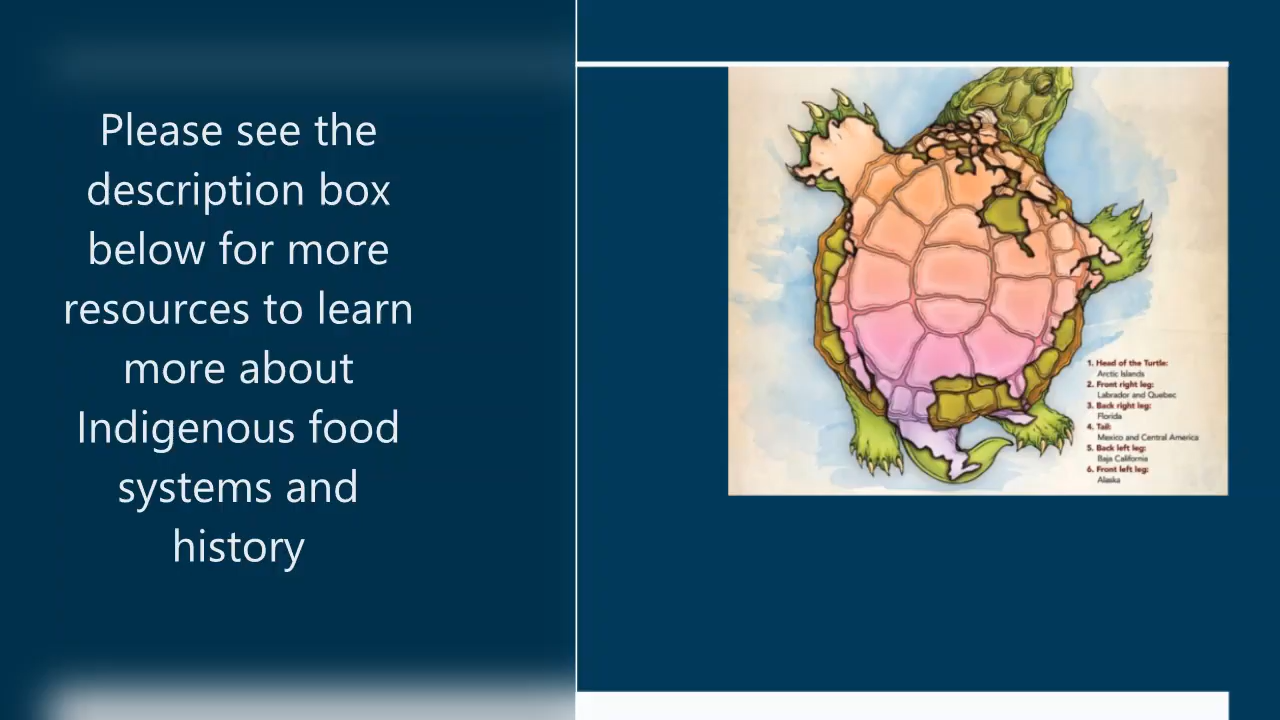 Please see the
description box
below for more
resources to learn
more about
Indigenous food
systems and
history
1. Head of the Turtle:
Arctic Islands
2. Front right leg:
Labrador and Quebec
3. Back right leg:
Florida
4. Tail:
Mexico and Central America
5. Back left leg:
Baja California
6. Front left leg:
Alaska